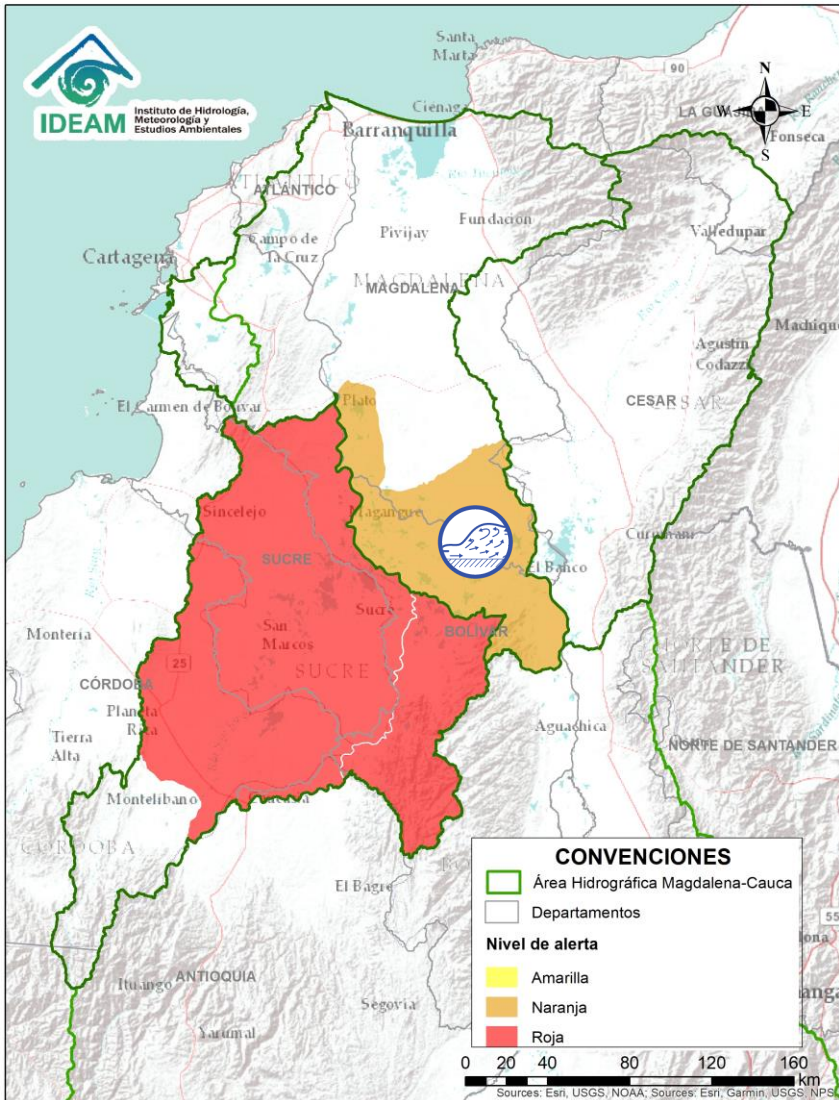 IDEAM
Instituto de Hidrología,
Meteorología y
Estudios Ambientales
Santa
Marta
90
N
W
E
S
Ciénaga
LA GUAJI
Fonseca
Barranquilla
ATLÁNTICO
ATLÁNTICO
Fundación
Pivijay
Valledupar
Campo de
la Cruz
Cartagena
MAGDALENA
MAGDALENA
Machique
Agustín
Codazzi
CESAR
CESAR
Plato
El Carmen de Bolívar
Sincelejo
Magangué
Curumaní
SUCRE
El Banco
Sucre
San
Marcos
BOLÍVAR
Montería
SUCRE
NORTE DE
SANTANDER
25
CÓRDOBA
Planeta
Rica
Tierra
Alta
Aguachica
NORTE DE SANTANDER
Montelíbano
Caucasia
CÓRDOBA
El Bagre
Ituango
ANTIOQUIA
Segovia
Yarumal
CONVENCIONES
Área Hidrográfica Magdalena-Cauca
Departamentos
Nivel de alerta
Amarilla
Naranja
Roja
55
0 20 40 80 120 160
km
Sources: Esri, USGS, NOAA; Sources: Esri, Garmin, USGS, NPS